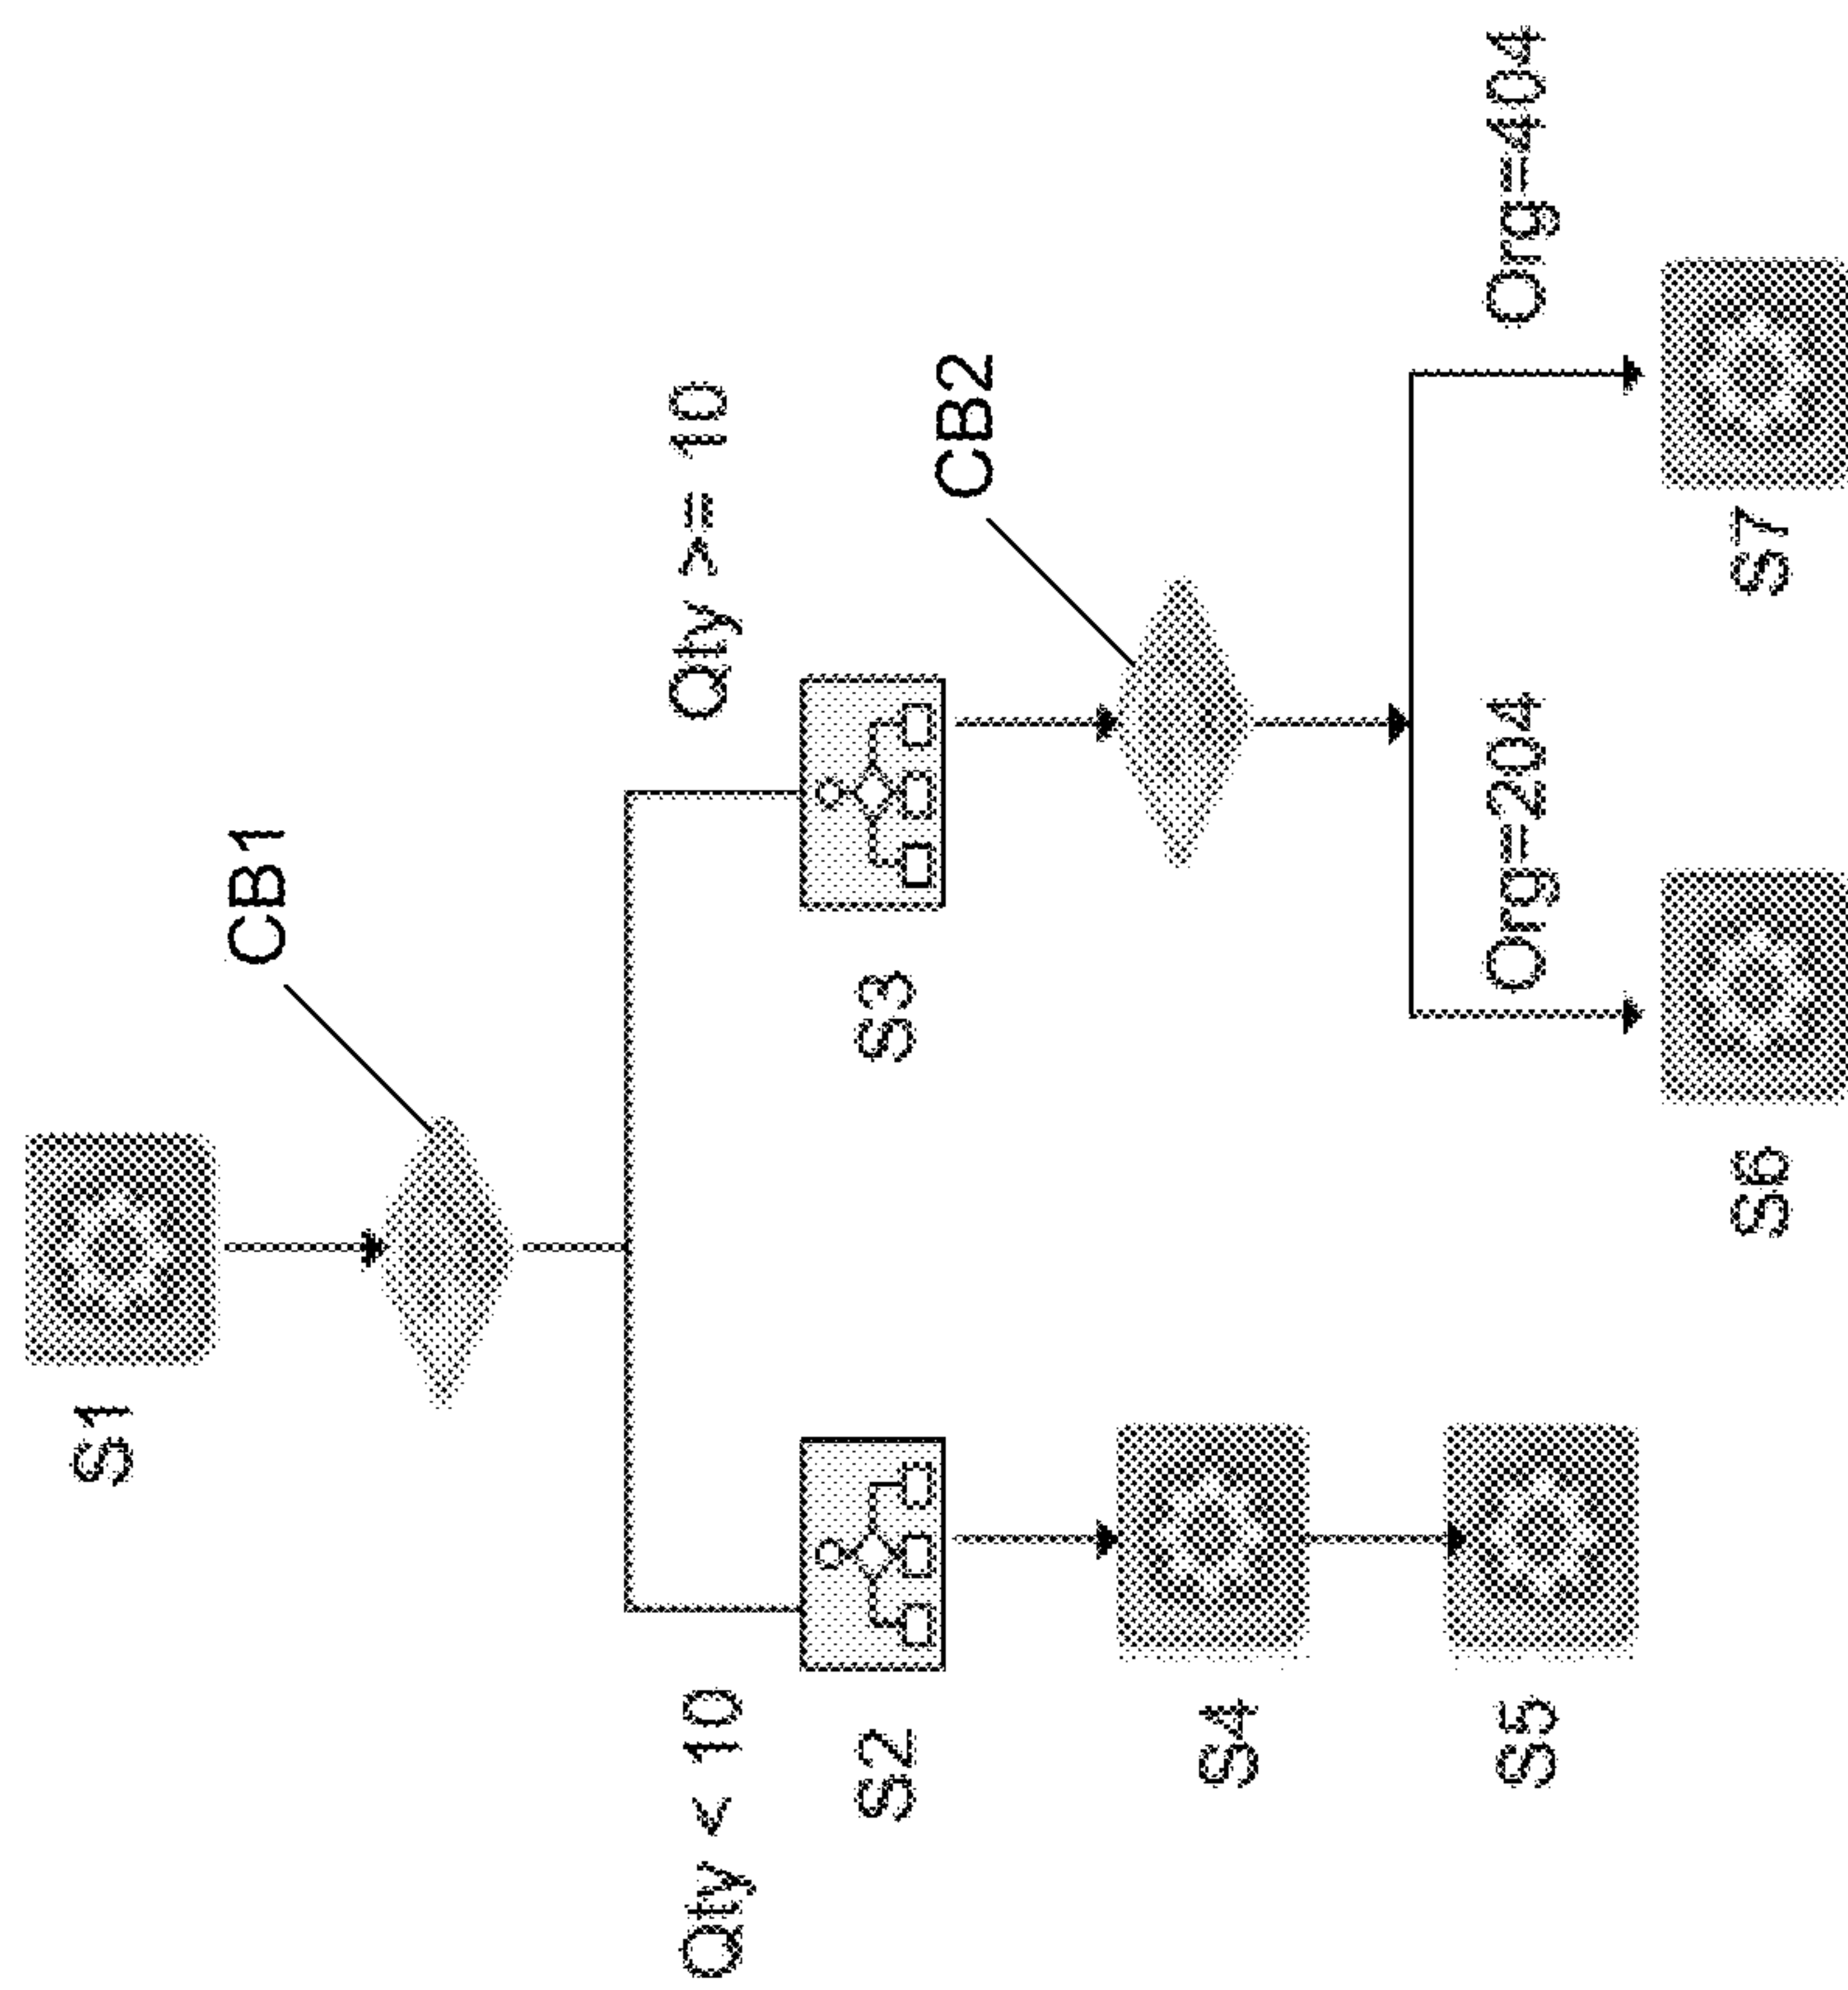 S1
CB1
Qty < 10
Qty >= 10
S2
S3
CB2
S4
S5
Org=204
Org=404
S6
S7